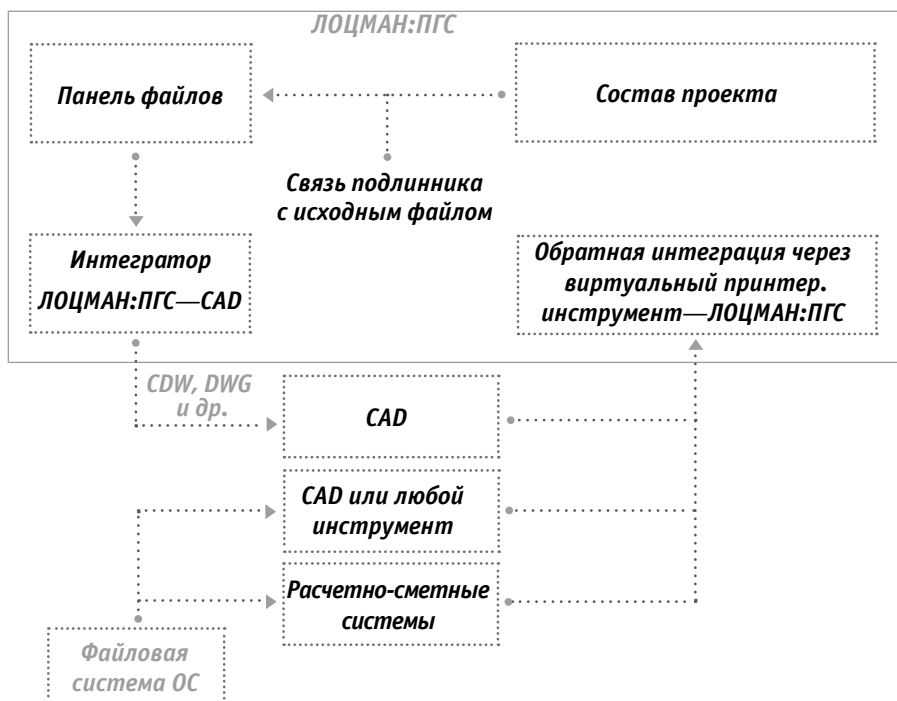 ЛОЦМАН:ПГС
Панель файлов
Состав проекта
Связь подлинника
с исходным файлом
Интегратор
ЛОЦМАН:ПГС—CAD
Обратная интеграция через
виртуальный принтер.
инструмент—ЛОЦМАН:ПГС
CDW, DWG
и др.
CAD
CAD или любой
инструмент
Расчетно-сметные
системы
Файловая
система ОС